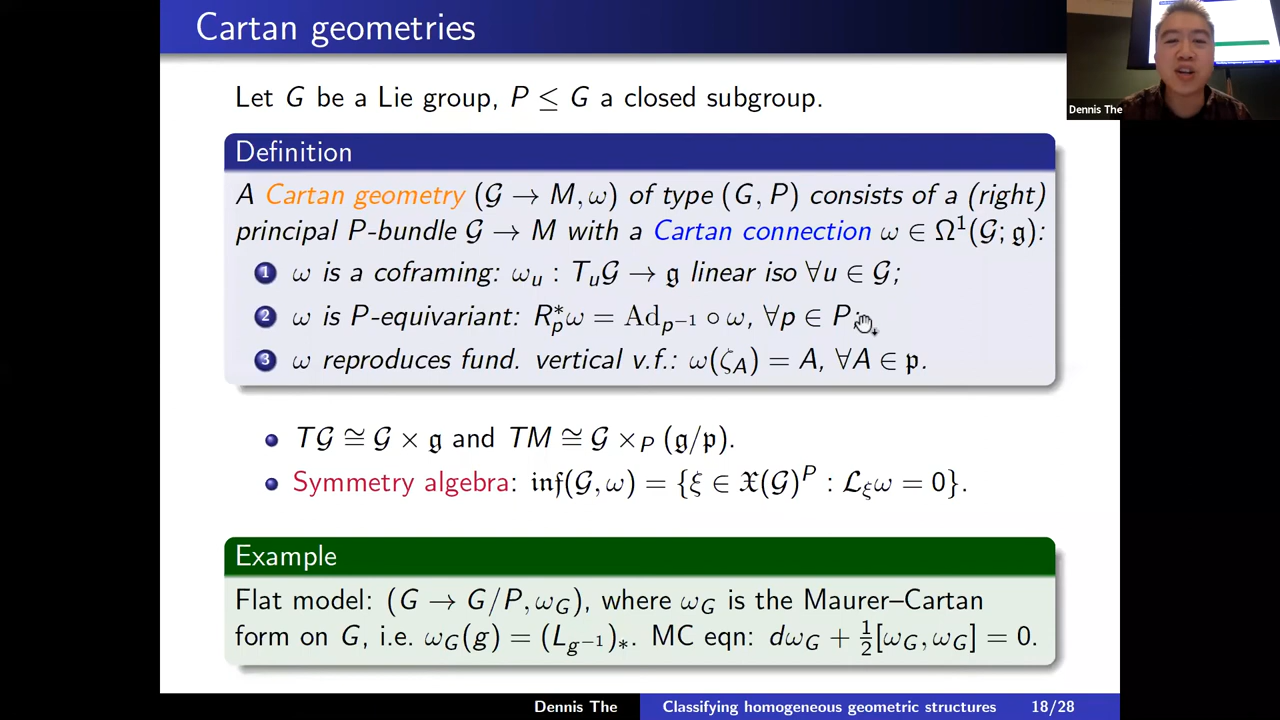 Cartan geometries
Let G be a Lie group, P ≤ G a closed subgroup.
Dennis The
Definition
A Cartan geometry (𝒢 → M, ω) of type (G, P) consists of a (right)
principal P-bundle 𝒢 → M with a Cartan connection ω ∈ Ω¹(𝒢; 𝔤):
1 ω is a coframing: ω_u : T_u𝒢 → 𝔤 linear iso ∀u ∈ 𝒢;
2 ω is P-equivariant: R_p^*ω = Ad_{p⁻¹} ∘ ω, ∀p ∈ P;
3 ω reproduces fund. vertical v.f.: ω(ζ_A) = A, ∀A ∈ 𝔭.
• T𝒢 ≅ 𝒢 × 𝔤 and TM ≅ 𝒢 ×_P (𝔤/𝔭).
• Symmetry algebra: 𝔦𝔫𝔣(𝒢, ω) = {ξ ∈ 𝔛(𝒢)^P : ℒ_ξω = 0}.
Example
Flat model: (G → G/P, ω_G), where ω_G is the Maurer–Cartan
form on G, i.e. ω_G(g) = (L_{g⁻¹})_*. MC eqn: dω_G + ½[ω_G, ω_G] = 0.
Dennis The Classifying homogeneous geometric structures 18/28